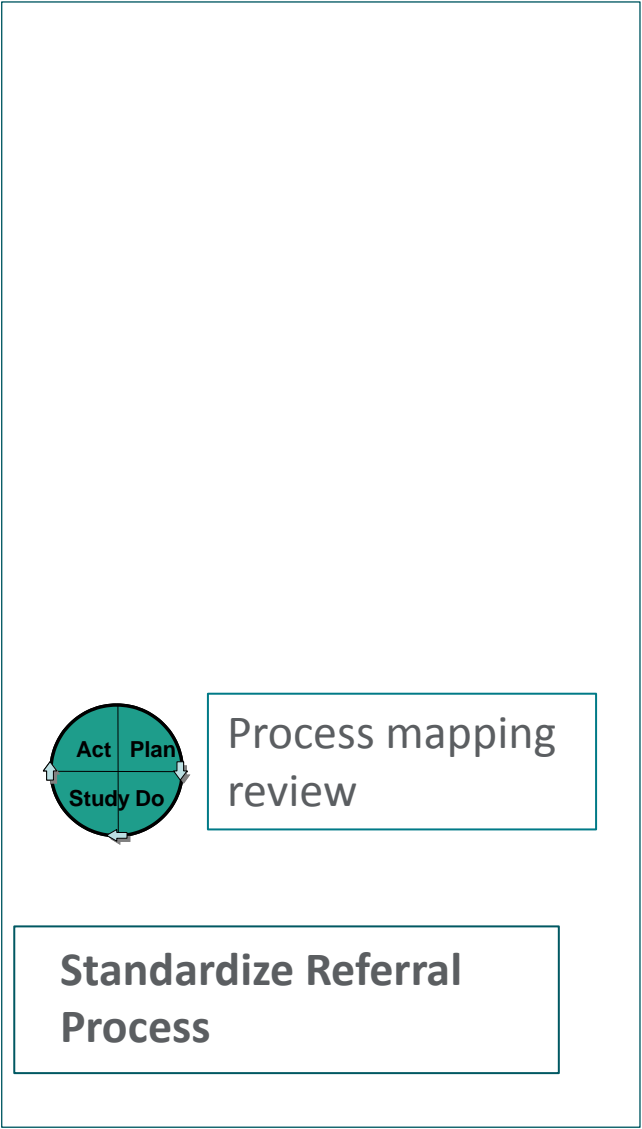 Act Plan
Study Do
Process mapping
review
Standardize Referral
Process